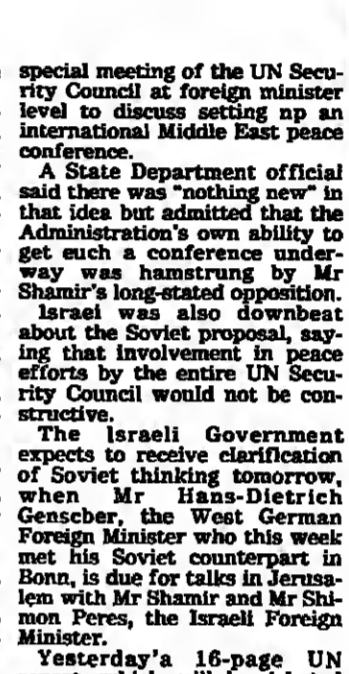 special meeting of the UN Secu-
rity Council at foreign minister
level to discuss setting np an
international Middle East peace
conference.
A State Department official
said there was "nothing new" in
that idea but admitted that the
Administration's own ability to
get euch a conference under-
way was hamstrung by Mr
Shamir's long-stated opposition.
Israel was also downbeat
about the Soviet proposal, say-
ing that involvement in peace
efforts by the entire UN Secu-
rity Council would not be con-
structive.
The Israeli Government
expects to receive clarification
of Soviet thinking tomorrow,
when Mr Hans-Dietrich
Genscber, the West German
Foreign Minister who this week
met his Soviet counterpart in
Bonn, is due for talks in Jerusa-
lem with Mr Shamir and Mr Shi-
mon Peres, the Israeli Foreign
Minister.
Yesterday'a 16-page UN